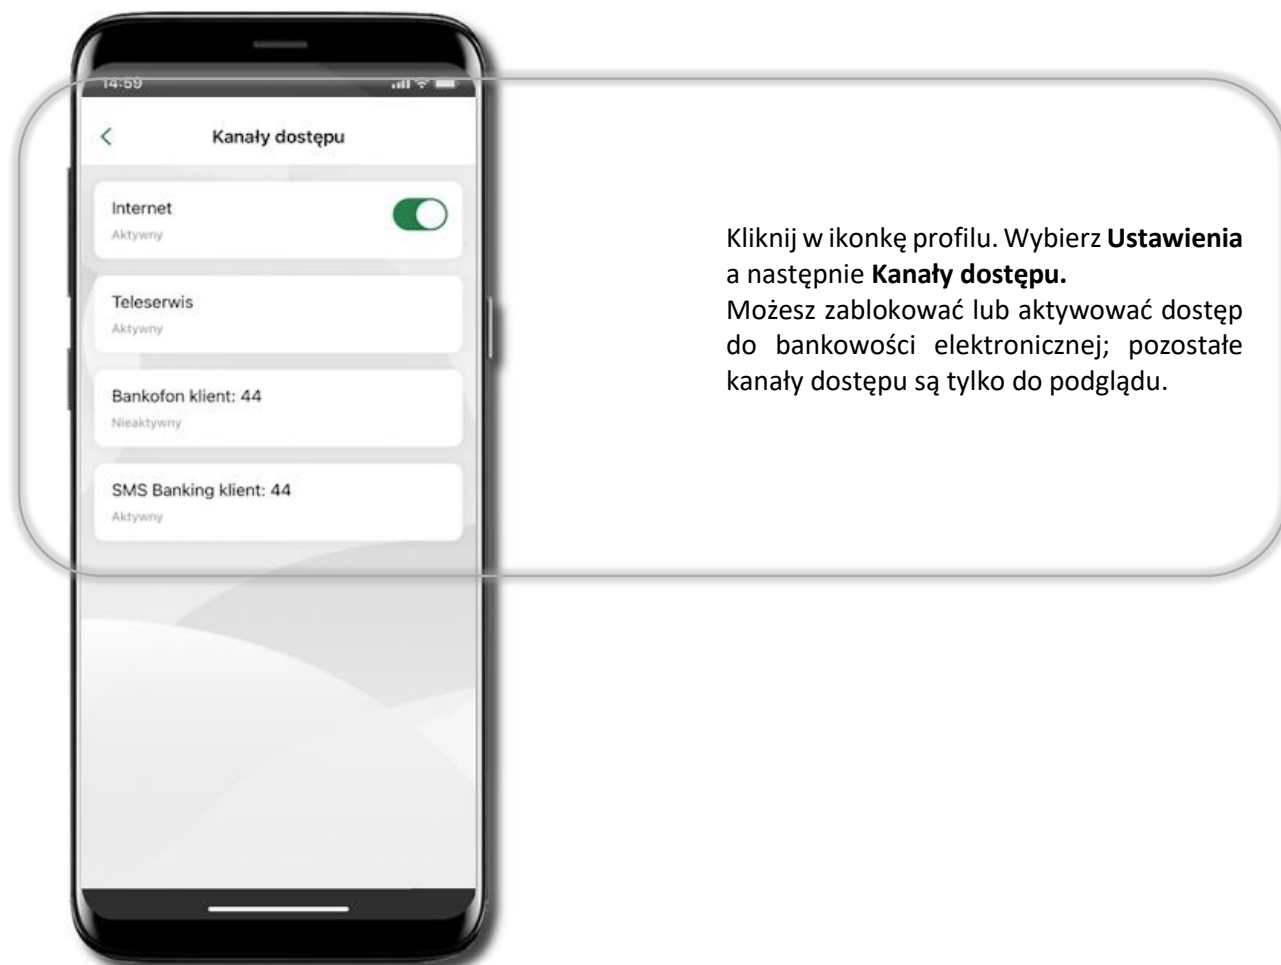 14:59
Kanały dostępu
Internet
Aktywny
Teleserwis
Aktywny
Bankofon klient: 44
Nieaktywny
SMS Banking klient: 44
Aktywny
Kliknij w ikonkę profilu. Wybierz Ustawienia
a następnie Kanały dostępu.
Możesz zablokować lub aktywować dostęp
do bankowości elektronicznej; pozostałe
kanały dostępu są tylko do podglądu.